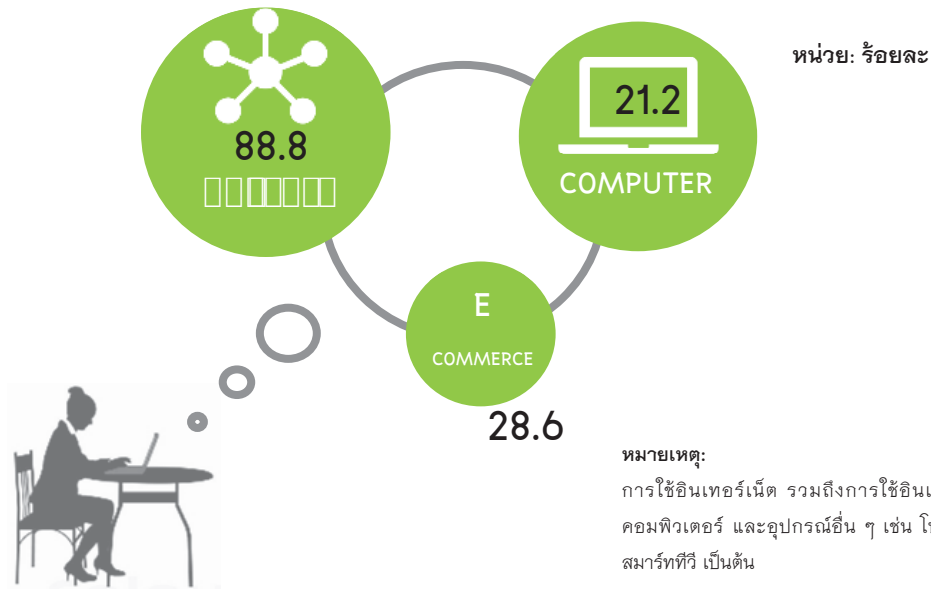 หน่วย: ร้อยละ
88.8
21.2
COMPUTER
E
COMMERCE
28.6
หมายเหตุ:
การใช้อินเทอร์เน็ต รวมถึงการใช้
คอมพิวเตอร์ และอุปกรณ์อื่น ๆ เช่น
สมาร์ททีวี เป็นต้น